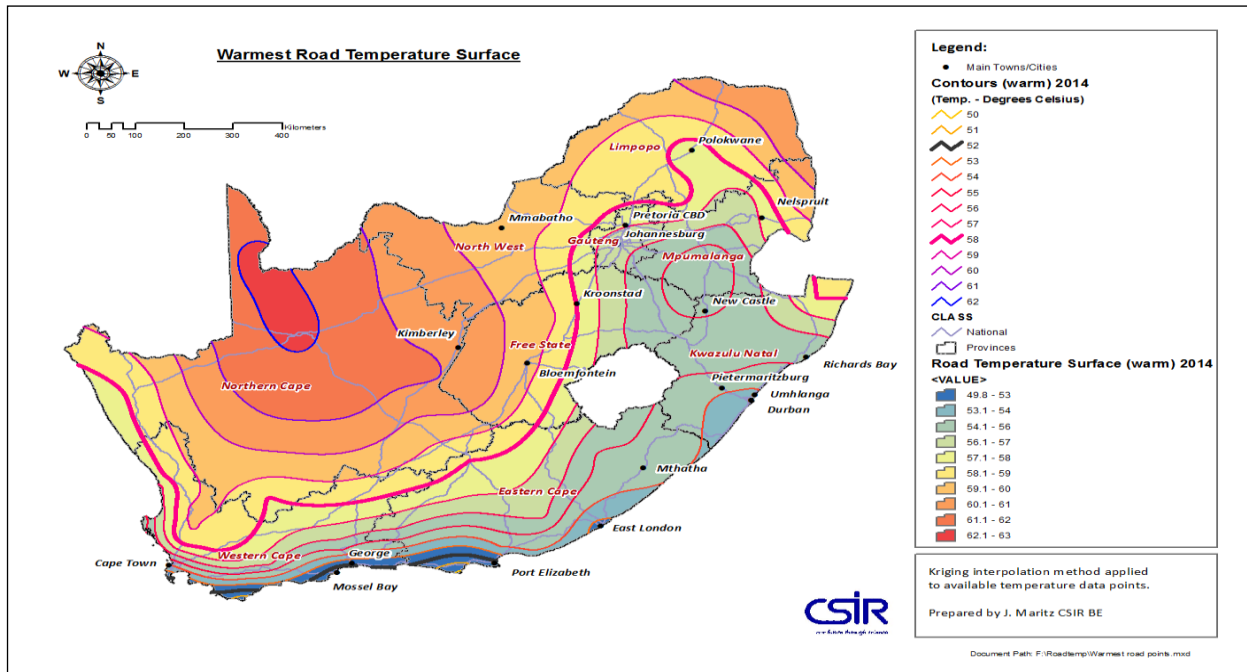 Warmest Road Temperature Surface
N
W
E
S
0
50
100
200
300
400
Kilometers
Limpopo
Polokwane
Nelspruit
Mmabatho
Pretoria CBD
North West
Gauteng
Johannesburg
Mpumalanga
Kroonstad
New Castle
Kimberley
Free State
Kwazulu Natal
Richards Bay
Bloemfontein
Northern Cape
Pietermaritzburg
Umhlanga
Durban
Mthatha
Eastern Cape
East London
Western Cape
George
Cape Town
Port Elizabeth
Mossel Bay
Legend:
Main Towns/Cities
Contours (warm) 2014
(Temp. - Degrees Celsius)
50
51
52
53
54
55
56
57
58
59
60
61
62
CLASS
National
Provinces
Road Temperature Surface (warm) 2014
<VALUE>
49.8 - 53
53.1 - 54
54.1 - 56
56.1 - 57
57.1 - 58
58.1 - 59
59.1 - 60
60.1 - 61
61.1 - 62
62.1 - 63
Kriging interpolation method applied
to available temperature data points.
Prepared by J. Maritz CSIR BE
CSIR
our future through science
Document Path: F:\Roadtemp\Warmest road points.mxd